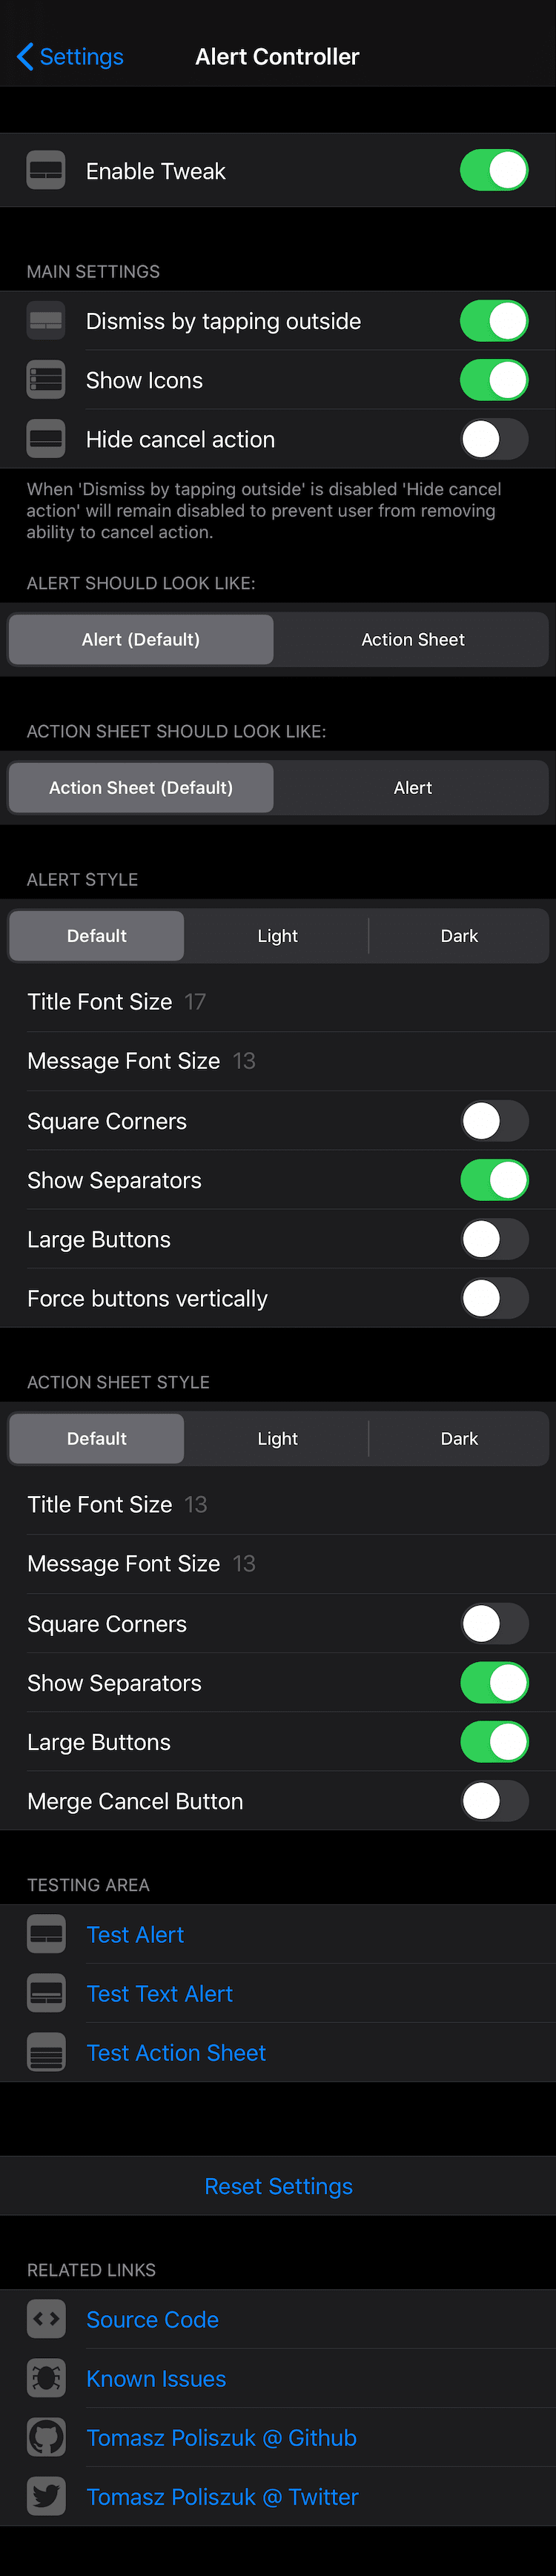 Settings
Alert Controller
Enable Tweak
MAIN SETTINGS
Dismiss by tapping outside
Show Icons
Hide cancel action
When 'Dismiss by tapping outside' is disabled 'Hide cancel
action' will remain disabled to prevent user from removing
ability to cancel action.
ALERT SHOULD LOOK LIKE:
Alert (Default) Action Sheet
ACTION SHEET SHOULD LOOK LIKE:
Action Sheet (Default) Alert
ALERT STYLE
Default Light Dark
Title Font Size 17
Message Font Size 13
Square Corners
Show Separators
Large Buttons
Force buttons vertically
ACTION SHEET STYLE
Default Light Dark
Title Font Size 13
Message Font Size 13
Square Corners
Show Separators
Large Buttons
Merge Cancel Button
TESTING AREA
Test Alert
Test Text Alert
Test Action Sheet
Reset Settings
RELATED LINKS
Source Code
Known Issues
Tomasz Poliszuk @ Github
Tomasz Poliszuk @ Twitter